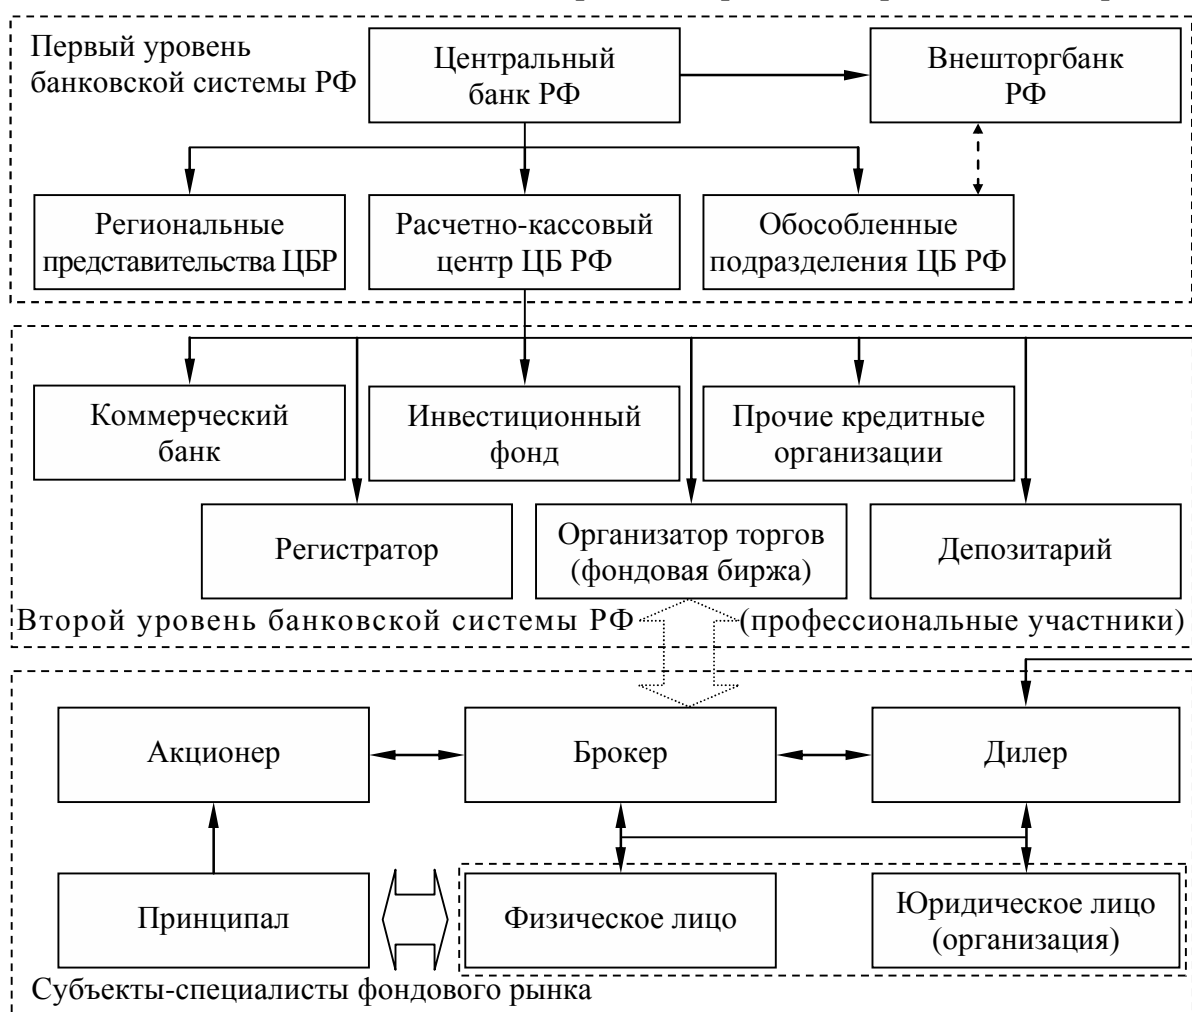 Первый уровень
банковской системы РФ
Центральный
банк РФ
Внешторгбанк
РФ
Региональные
представительства ЦБР
Расчетно-кассовый
центр ЦБ РФ
Обособленные
подразделения ЦБ РФ
Коммерческий
банк
Инвестиционный
фонд
Прочие кредитные
организации
Регистратор
Организатор торгов
(фондовая биржа)
Депозитарий
Второй уровень банковской системы РФ (профессиональные участники)
Акционер
Брокер
Дилер
Принципал
Физическое лицо
Юридическое лицо
(организация)
Субъекты-специалисты фондового рынка